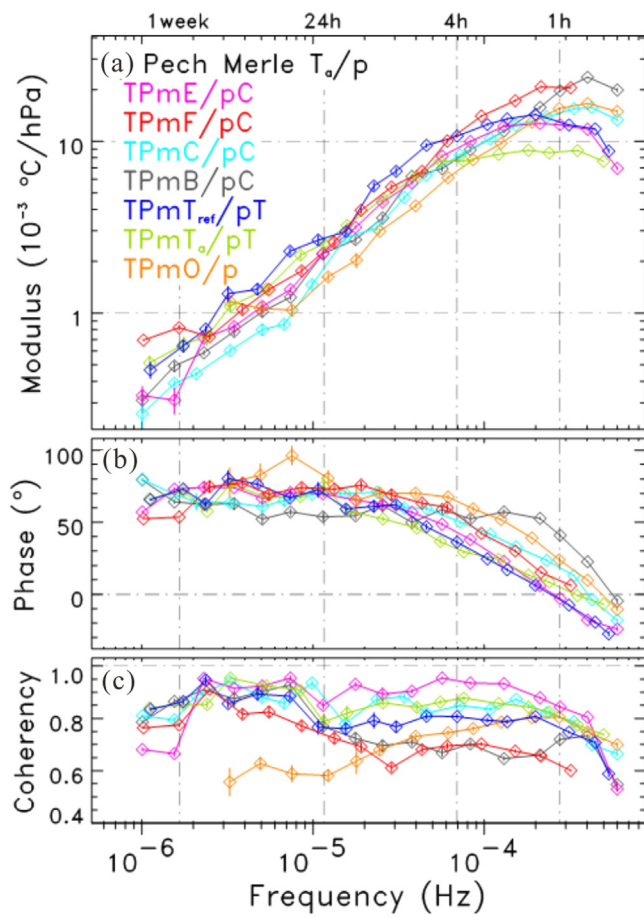 1week 24h 4h 1h
(a) Pech Merle Tₐ/p
TPmE/pC
TPmF/pC
TPmC/pC
TPmB/pC
TPmT_ref/pT
TPmTₐ/pT
TPmO/p
10
1
Modulus (10⁻³ °C/hPa)
(b)
100
50
0
Phase (°)
(c)
1.0
0.8
0.6
0.4
Coherency
10⁻⁶ 10⁻⁵ 10⁻⁴
Frequency (Hz)